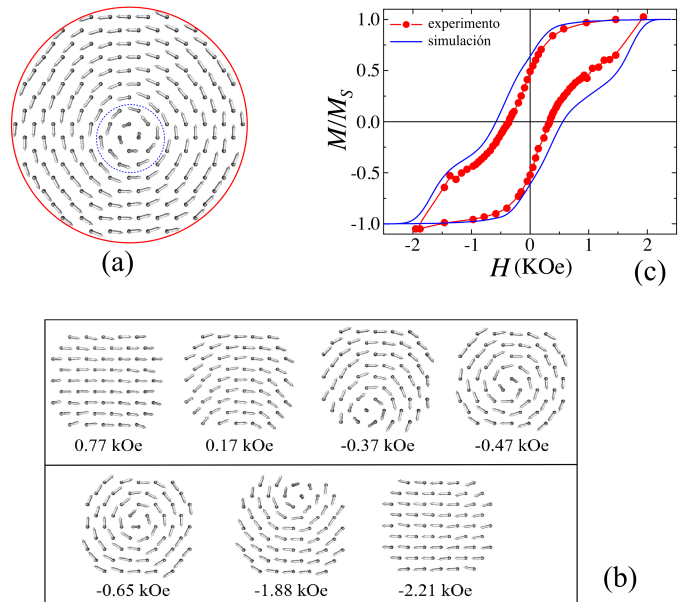 (a)
experimento
simulación
1.0
0.5
0.0
-0.5
-1.0
M/M_S
-2 -1 0 1 2
H (KOe)
(c)
0.77 kOe 0.17 kOe -0.37 kOe -0.47 kOe
-0.65 kOe -1.88 kOe -2.21 kOe
(b)